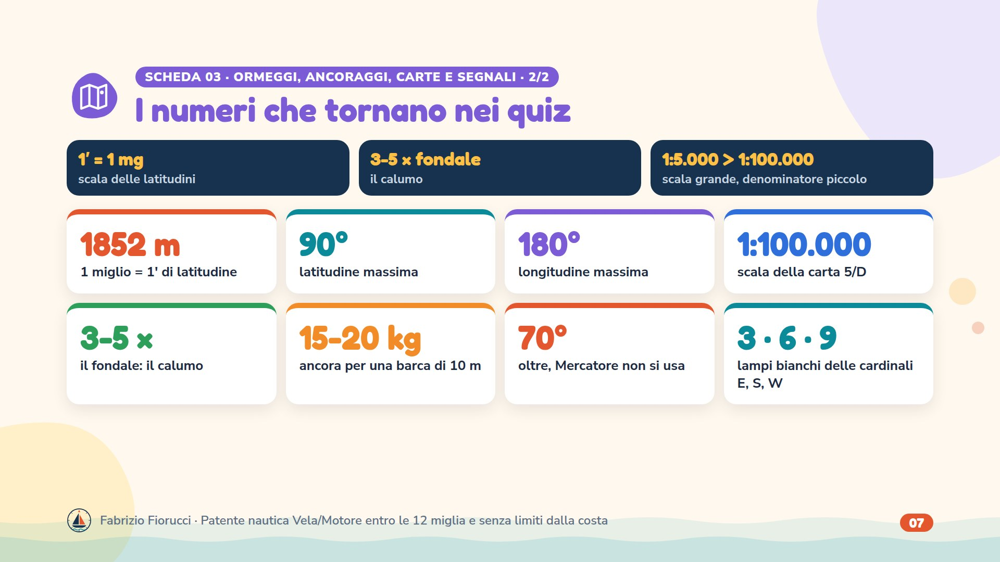 SCHEDA 03 · ORMEGGI, ANCORAGGI, CARTE E SEGNALI · 2/2
I numeri che tornano nei quiz
1′ = 1 mg
scala delle latitudini
3–5 × fondale
il calumo
1:5.000 > 1:100.000
scala grande, denominatore piccolo
1852 m
1 miglio = 1' di latitudine
90°
latitudine massima
180°
longitudine massima
1:100.000
scala della carta 5/D
3–5 ×
il fondale: il calumo
15–20 kg
ancora per una barca di 10 m
70°
oltre, Mercatore non si usa
3 · 6 · 9
lampi bianchi delle cardinali
E, S, W
Fabrizio Fiorucci · Patente nautica Vela/Motore entro le 12 miglia e senza limiti dalla costa
07